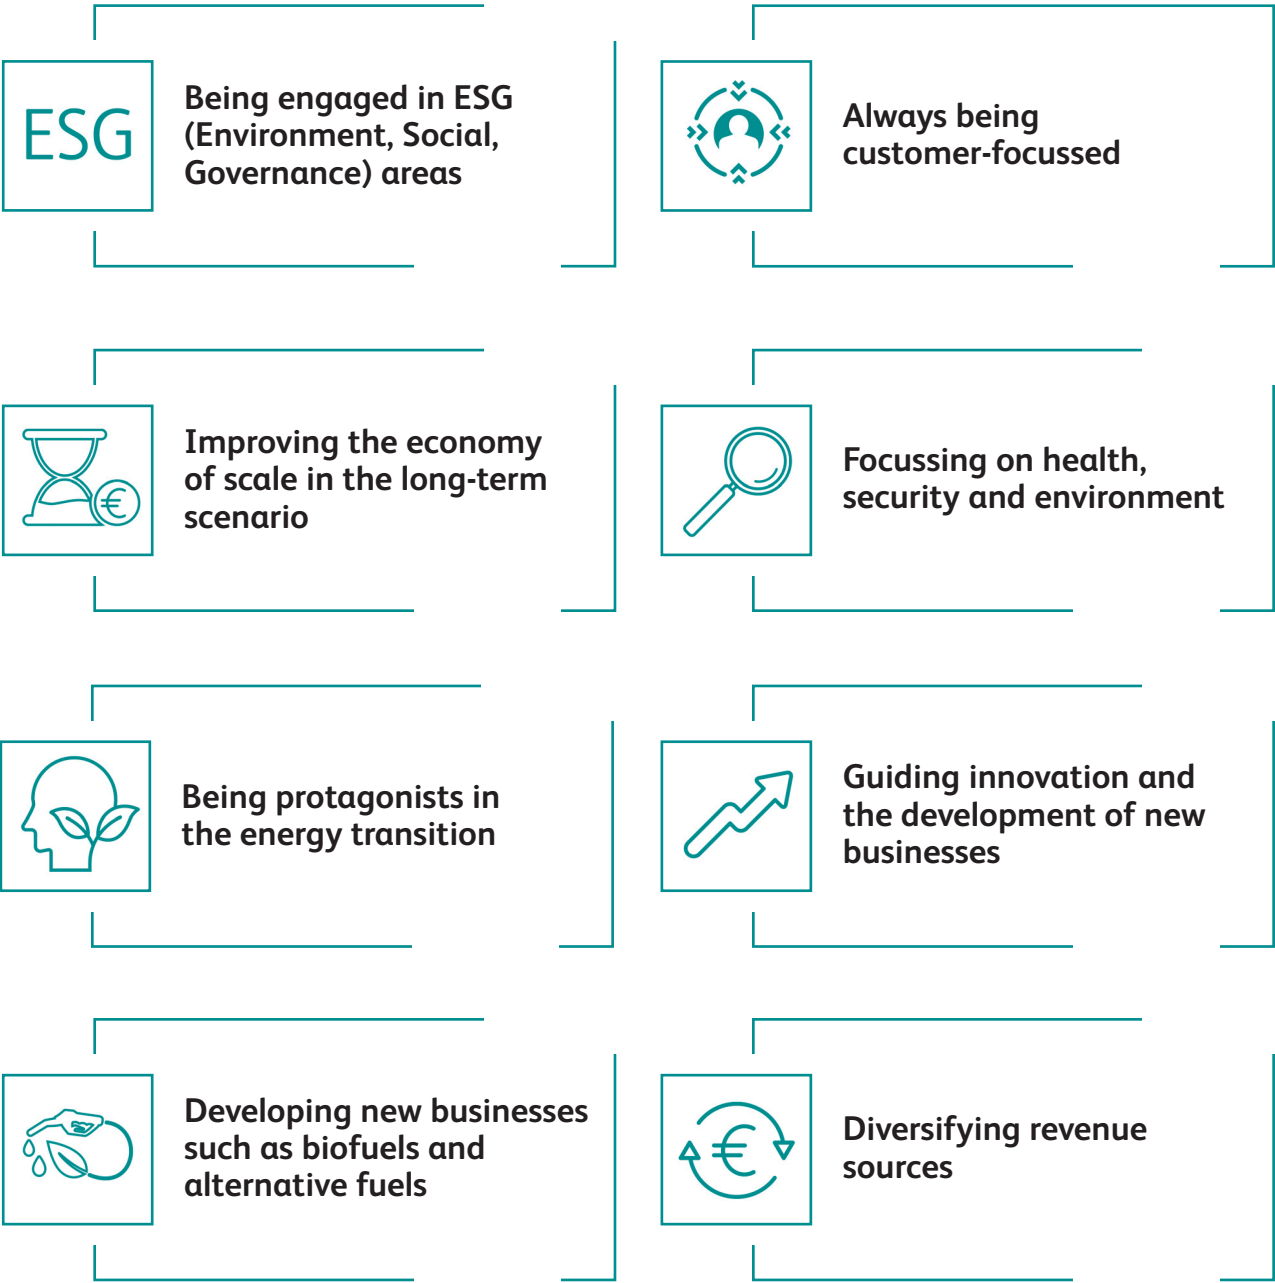 ESG
Being engaged in ESG
(Environment, Social,
Governance) areas
Always being
customer-focussed
Improving the economy
of scale in the long-term
scenario
€
Focussing on health,
security and environment
Being protagonists in
the energy transition
Guiding innovation and
the development of new
businesses
Developing new businesses
such as biofuels and
alternative fuels
€
Diversifying revenue
sources